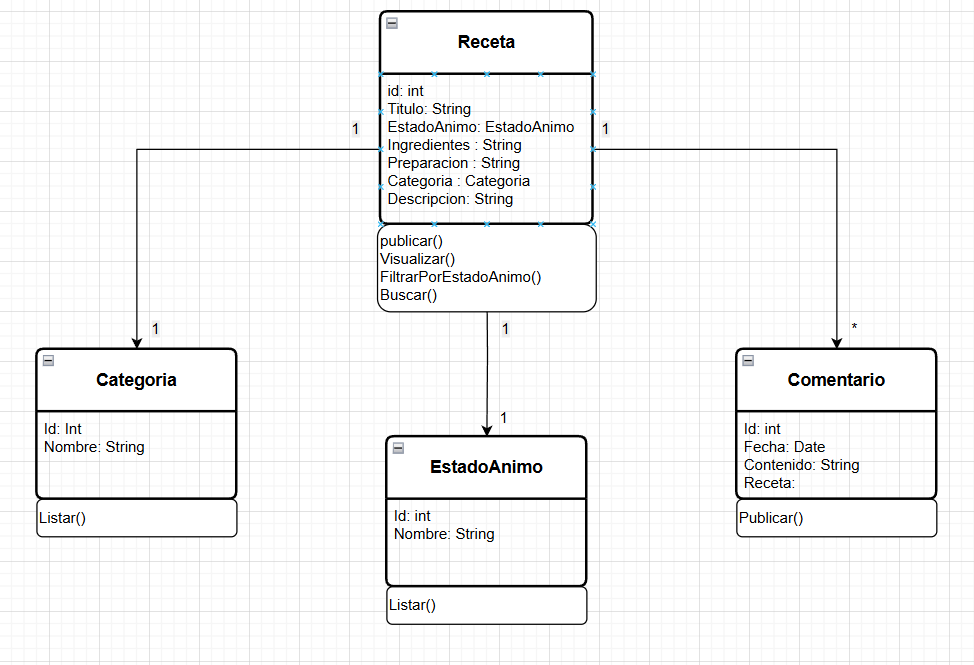 Receta
id: int
Titulo: String
EstadoAnimo: EstadoAnimo
Ingredientes : String
Preparacion : String
Categoria : Categoria
Descripcion: String
publicar()
Visualizar()
FiltrarPorEstadoAnimo()
Buscar()
1
1
1
1
*
1
Categoria
Id: Int
Nombre: String
Listar()
EstadoAnimo
Id: int
Nombre: String
Listar()
Comentario
Id: int
Fecha: Date
Contenido: String
Receta:
Publicar()